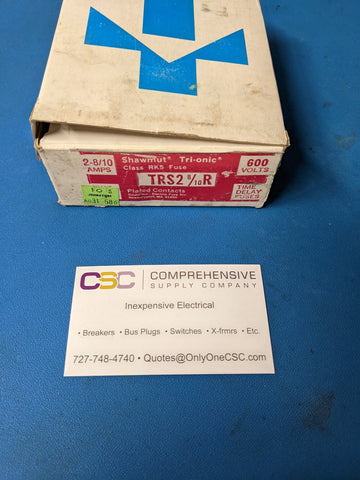 2-8/10
AMPS
Shawmut® Tri-onic®
Class RK5 Fuse
TRS2 8/10R
Plated Contacts
600
VOLTS
TIME
DELAY
FUSES
CSC COMPREHENSIVE
SUPPLY COMPANY
Inexpensive Electrical
• Breakers • Bus Plugs • Switches • X-frmrs • Etc.
727-748-4740 • Quotes@OnlyOneCSC.com